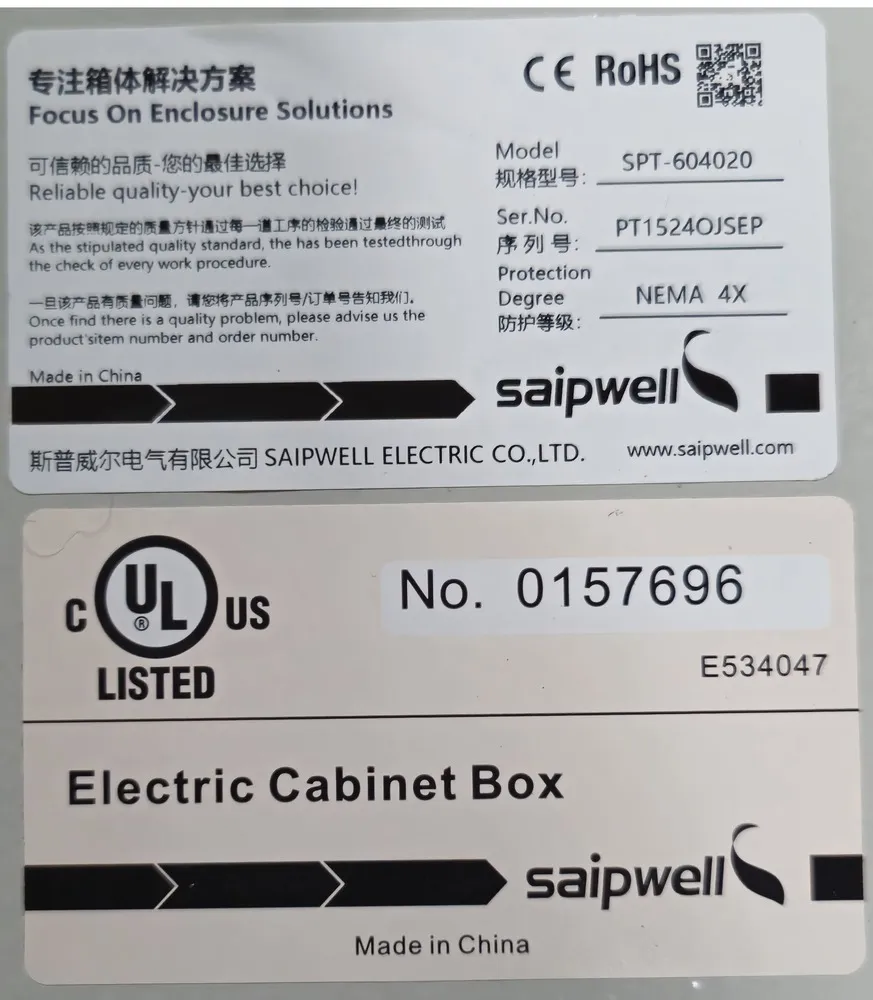 专注箱体解决方案
Focus On Enclosure Solutions
可信赖的品质-您的最佳选择
Reliable quality-your best choice!
该产品按照规定的质量方针通过每一道工序的检验通过最终的测试
As the stipulated quality standard, the has been testedthrough
the check of every work procedure.
一旦该产品有质量问题，请您将产品序列号/订单号告知我们.
Once find there is a quality problem, please advise us the
product'sitem number and order number.
Made in China
CE RoHS
Model
规格型号: SPT-604020
Ser.No.
序列号: PT1524OJSEP
Protection
Degree
防护等级: NEMA 4X
saipwell
斯普威尔电气有限公司 SAIPWELL ELECTRIC CO.,LTD. www.saipwell.com
C UL® US
LISTED
No. 0157696
E534047
Electric Cabinet Box
saipwell
Made in China